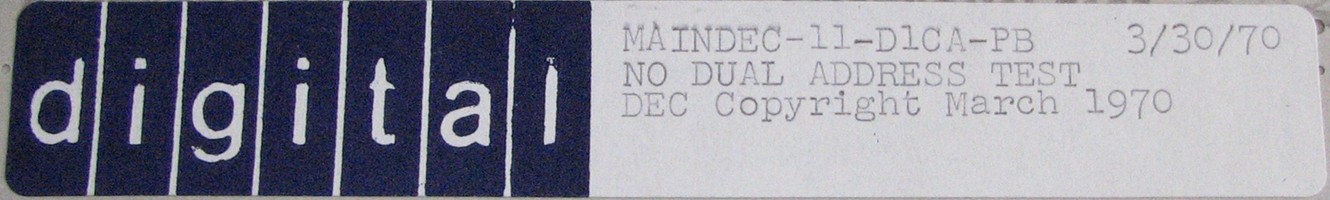 digital
MAINDEC-11-D1CA-PB 3/30/70
NO DUAL ADDRESS TEST
DEC Copyright March 1970